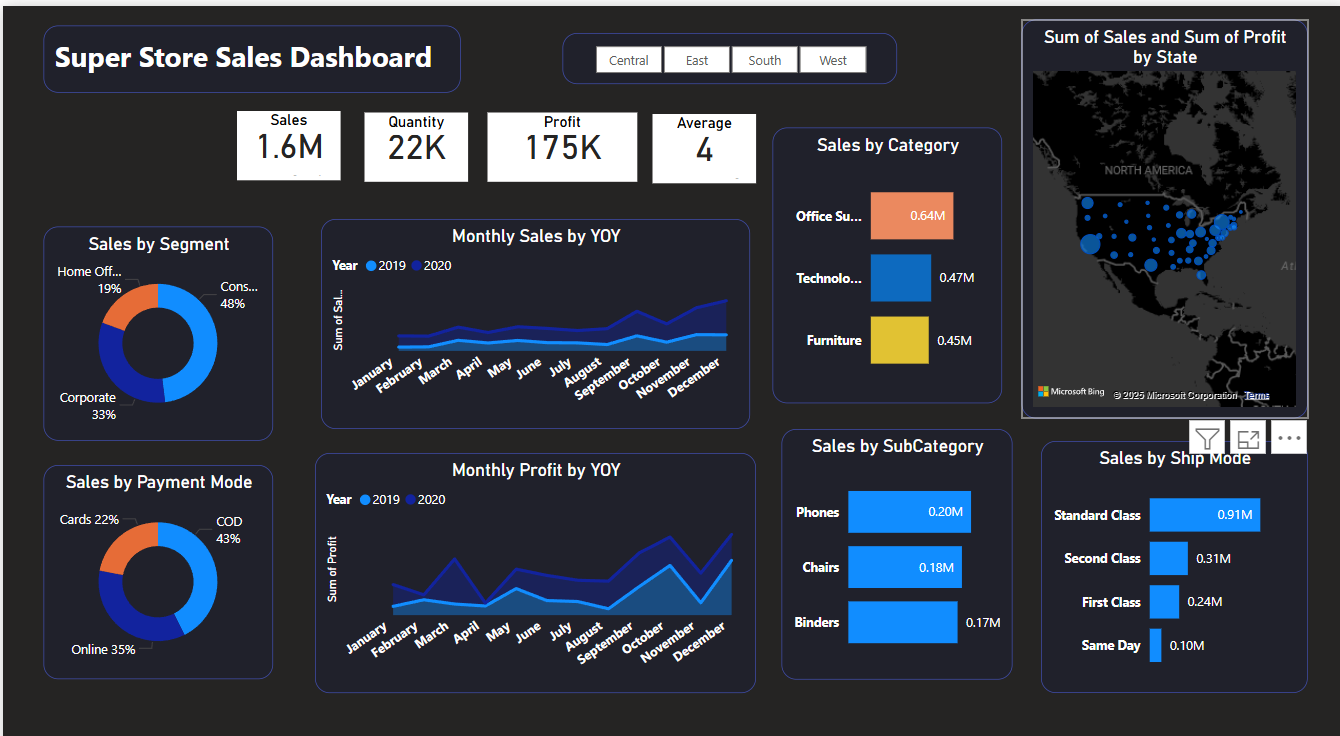 Super Store Sales Dashboard
Central
East
South
West
Sum of Sales and Sum of Profit
by State
NORTH AMERICA
Atl
Microsoft Bing
© 2025 Microsoft Corporation Terms
Sales
1.6M
Quantity
22K
Profit
175K
Average
4
Sales by Category
Office Su...
0.64M
Technolo...
0.47M
Furniture
0.45M
Sales by Segment
Home Off...
19%
Cons...
48%
Corporate
33%
Monthly Sales by YOY
Year 2019 2020
Sum of Sal...
January
February
March
April
May
June
July
August
September
October
November
December
Sales by Payment Mode
Cards 22%
COD
43%
Online 35%
Monthly Profit by YOY
Year 2019 2020
Sum of Profit
January
February
March
April
May
June
July
August
September
October
November
December
Sales by SubCategory
Phones
0.20M
Chairs
0.18M
Binders
0.17M
Sales by Ship Mode
Standard Class
0.91M
Second Class
0.31M
First Class
0.24M
Same Day
0.10M